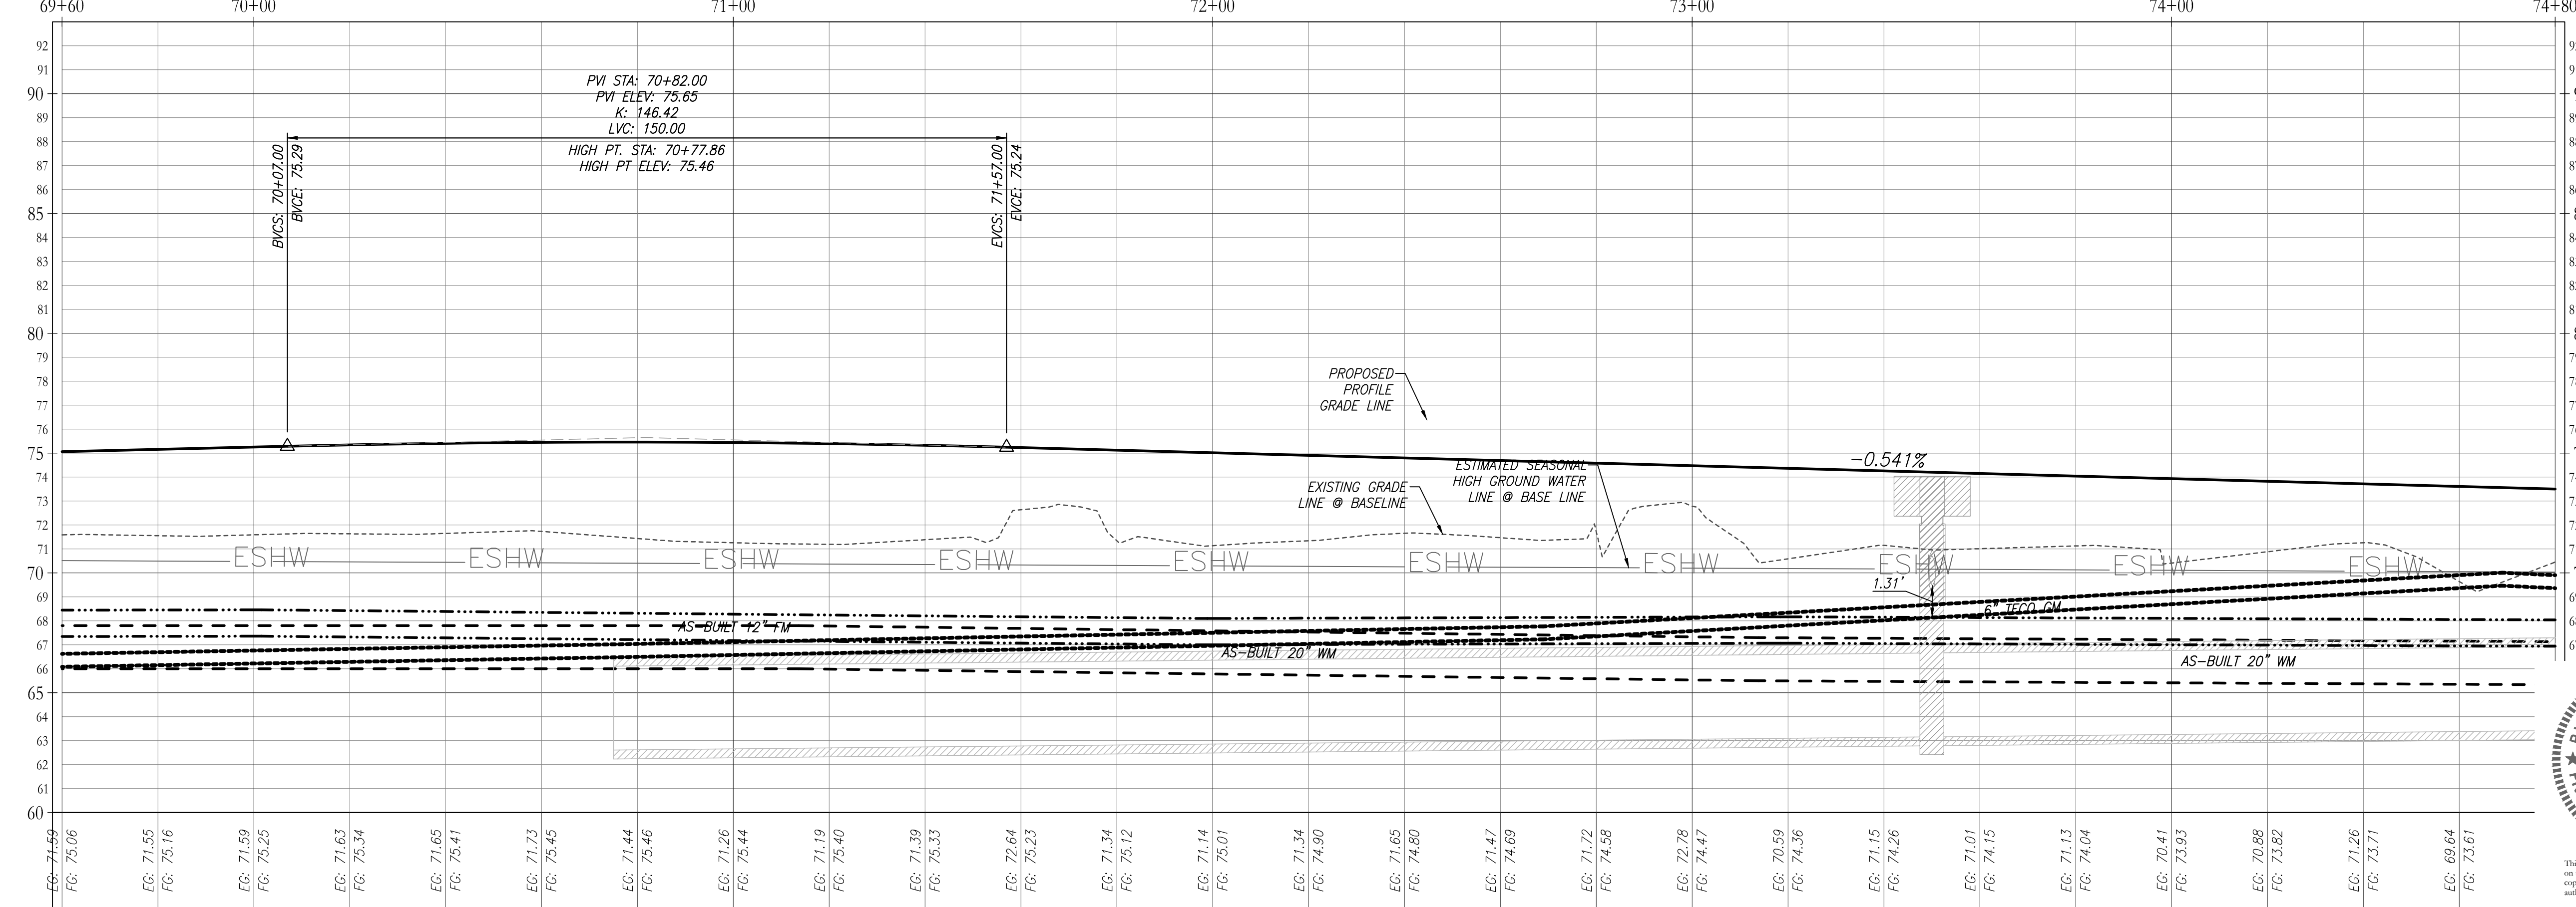 69+60 70+00 71+00 72+00 73+00 74+00 74+80
92
91
90
89
88
87
86
85
84
83
82
81
80
79
78
77
76
75
74
73
72
71
70
69
68
67
66
65
64
63
62
61
60
PVI STA: 70+82.00
PVI ELEV: 75.65
K: 146.42
LVC: 150.00
HIGH PT. STA: 70+77.86
HIGH PT ELEV: 75.46
BVCS: 70+07.00
BVCE: 75.29
EVCS: 71+57.00
EVCE: 75.24
PROPOSED
PROFILE
GRADE LINE
EXISTING GRADE
LINE @ BASELINE
ESTIMATED SEASONAL
HIGH GROUND WATER
LINE @ BASE LINE
-0.541%
ESHW ESHW ESHW ESHW ESHW ESHW ESHW ESHW ESHW ESHW
1.31'
6" TECO GM
AS-BUILT 12" FM
AS-BUILT 20" WM
AS-BUILT 20" WM
EG: 71.59
FG: 75.06
EG: 71.55
FG: 75.16
EG: 71.59
FG: 75.25
EG: 71.63
FG: 75.34
EG: 71.65
FG: 75.41
EG: 71.73
FG: 75.45
EG: 71.44
FG: 75.46
EG: 71.26
FG: 75.44
EG: 71.19
FG: 75.40
EG: 71.39
FG: 75.33
EG: 72.64
FG: 75.23
EG: 71.34
FG: 75.12
EG: 71.14
FG: 75.01
EG: 71.34
FG: 74.90
EG: 71.65
FG: 74.80
EG: 71.47
FG: 74.69
EG: 71.72
FG: 74.58
EG: 72.78
FG: 74.47
EG: 70.59
FG: 74.36
EG: 71.15
FG: 74.26
EG: 71.01
FG: 74.15
EG: 71.13
FG: 74.04
EG: 70.41
FG: 73.93
EG: 70.88
FG: 73.82
EG: 71.26
FG: 73.71
EG: 69.64
FG: 73.61